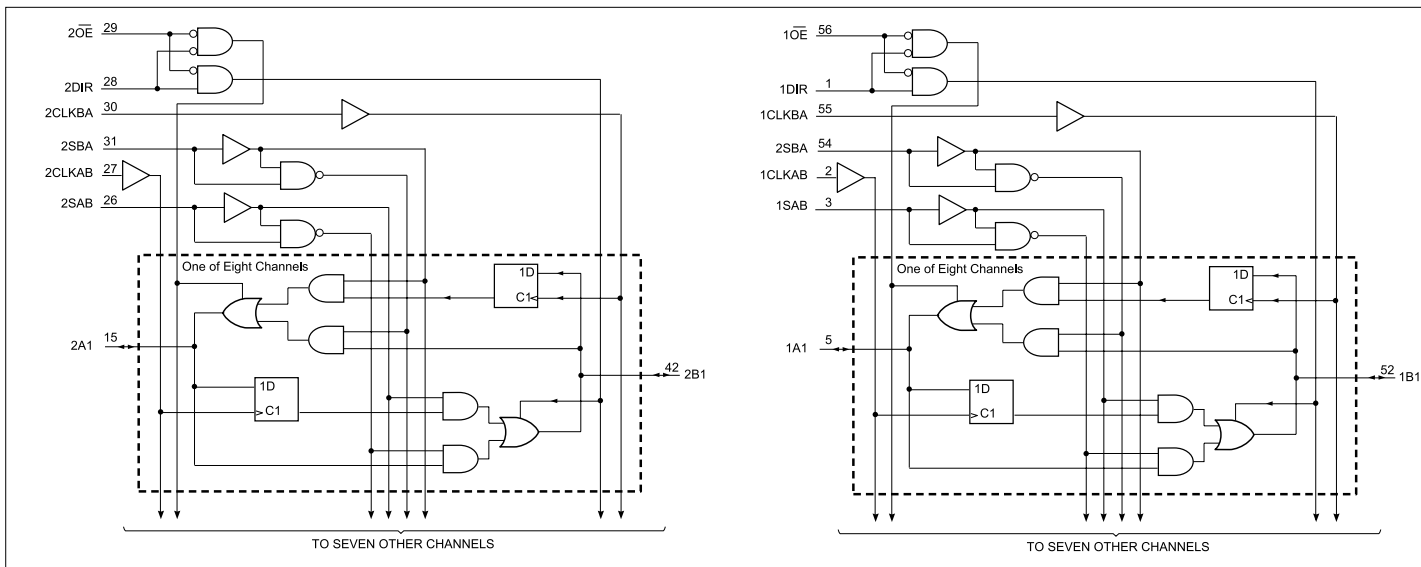 2O̅E̅ 29
2DIR 28
2CLKBA 30
2SBA 31
2CLKAB 27
2SAB 26
One of Eight Channels
1D
C1
2A1 15
42 2B1
1D
C1
TO SEVEN OTHER CHANNELS
1O̅E̅ 56
1DIR 1
1CLKBA 55
2SBA 54
1CLKAB 2
1SAB 3
One of Eight Channels
1D
C1
1A1 5
52 1B1
1D
C1
TO SEVEN OTHER CHANNELS